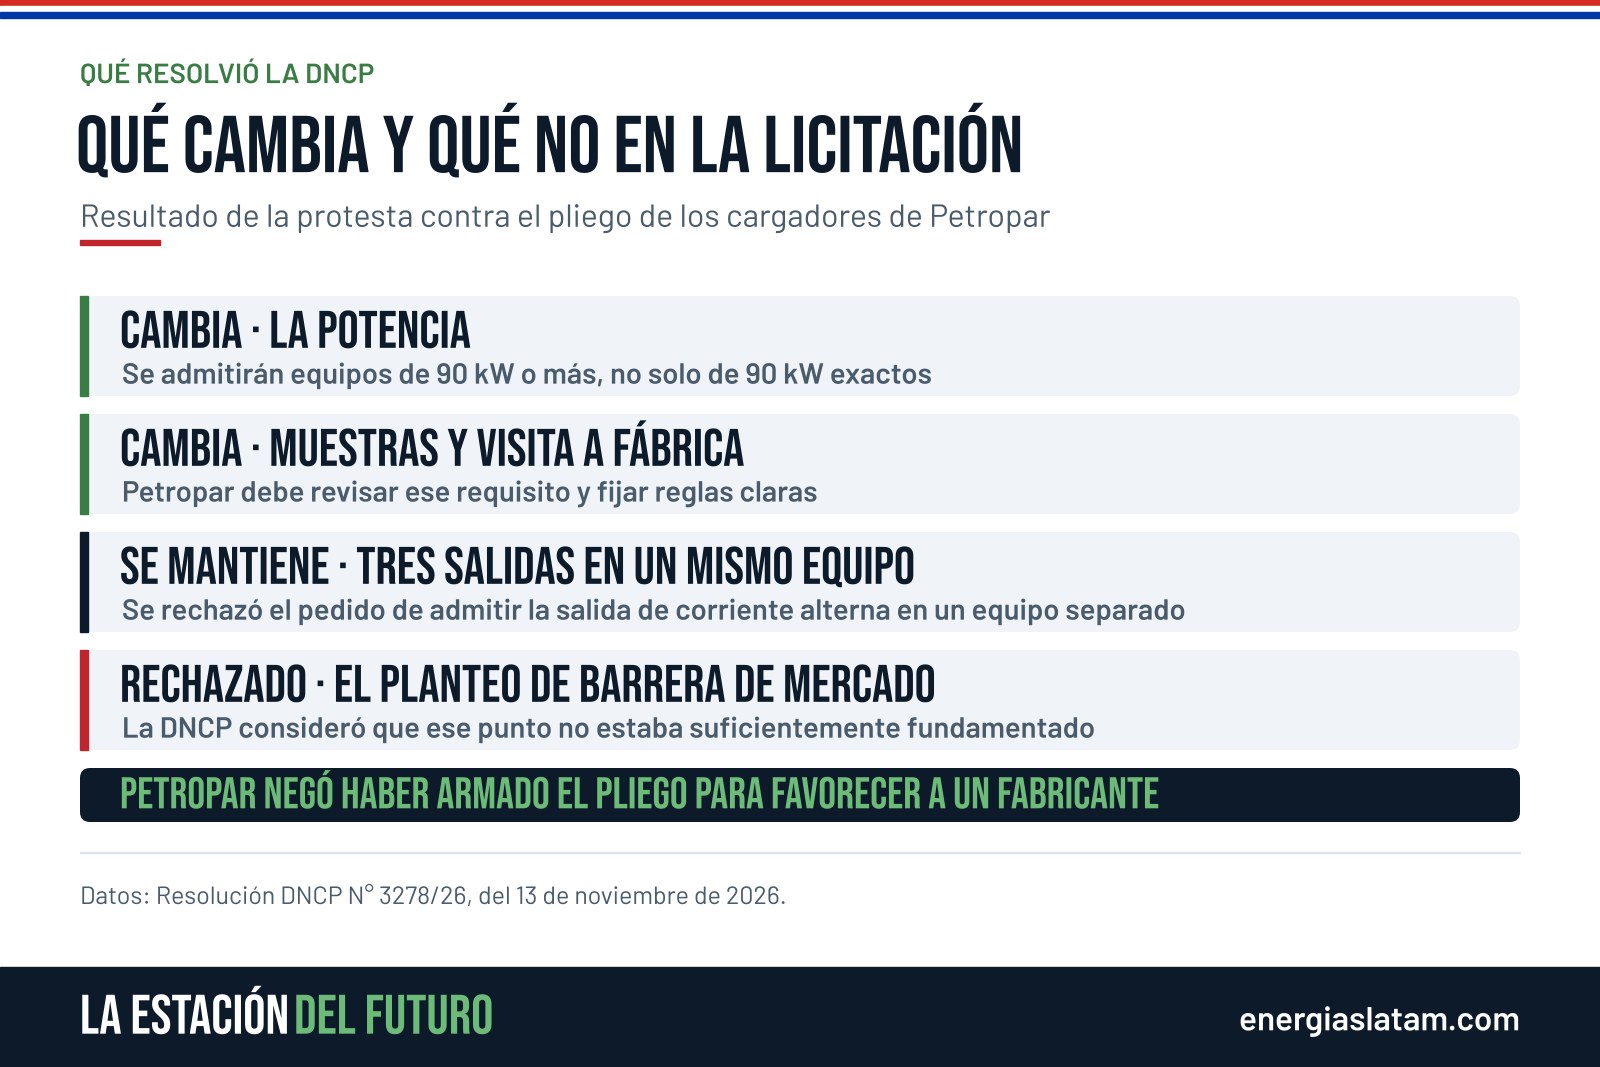 QUÉ RESOLVIÓ LA DNCP
QUÉ CAMBIA Y QUÉ NO EN LA LICITACIÓN
Resultado de la protesta contra el pliego de los cargadores de Petropar
CAMBIA · LA POTENCIA
Se admitirán equipos de 90 kW o más, no solo de 90 kW exactos
CAMBIA · MUESTRAS Y VISITA A FÁBRICA
Petropar debe revisar ese requisito y fijar reglas claras
SE MANTIENE · TRES SALIDAS EN UN MISMO EQUIPO
Se rechazó el pedido de admitir la salida de corriente alterna en un equipo separado
RECHAZADO · EL PLANTEO DE BARRERA DE MERCADO
La DNCP consideró que ese punto no estaba suficientemente fundamentado
PETROPAR NEGÓ HABER ARMADO EL PLIEGO PARA FAVORECER A UN FABRICANTE
Datos: Resolución DNCP N° 3278/26, del 13 de noviembre de 2026.
LA ESTACIÓN DEL FUTURO
energiaslatam.com